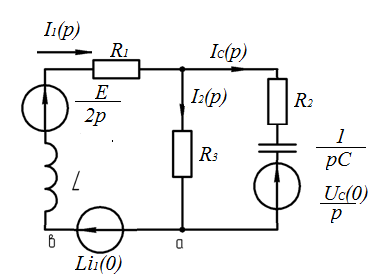 I₁(p)
R₁
I_C(p)
I₂(p)
R₂
E
2p
R₃
1
pC
L
U_C(0)
p
в
a
Li₁(0)